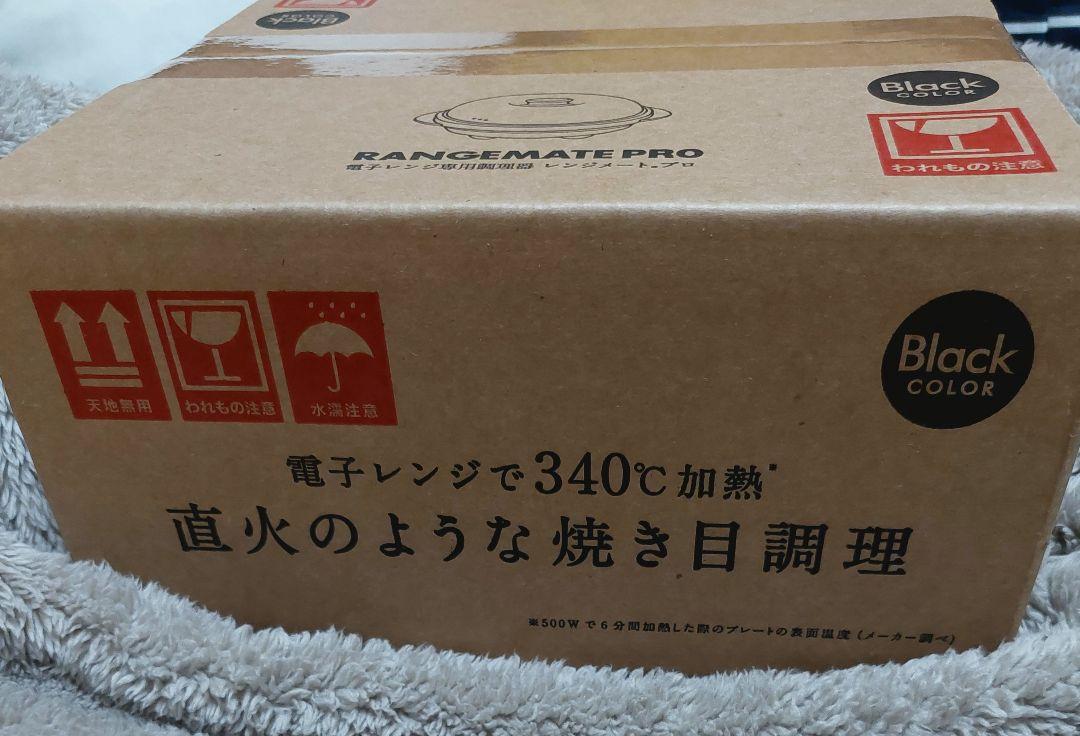 Black
COLOR
Black
COLOR
RANGEMATE PRO
電子レンジ専用調理器 レンジメート®プロ
われもの注意
天地無用
われもの注意
水濡注意
Black
COLOR
電子レンジで340℃加熱※
直火のような焼き目調理
※500Wで6分間加熱した際のプレートの表面温度(メーカー調べ)